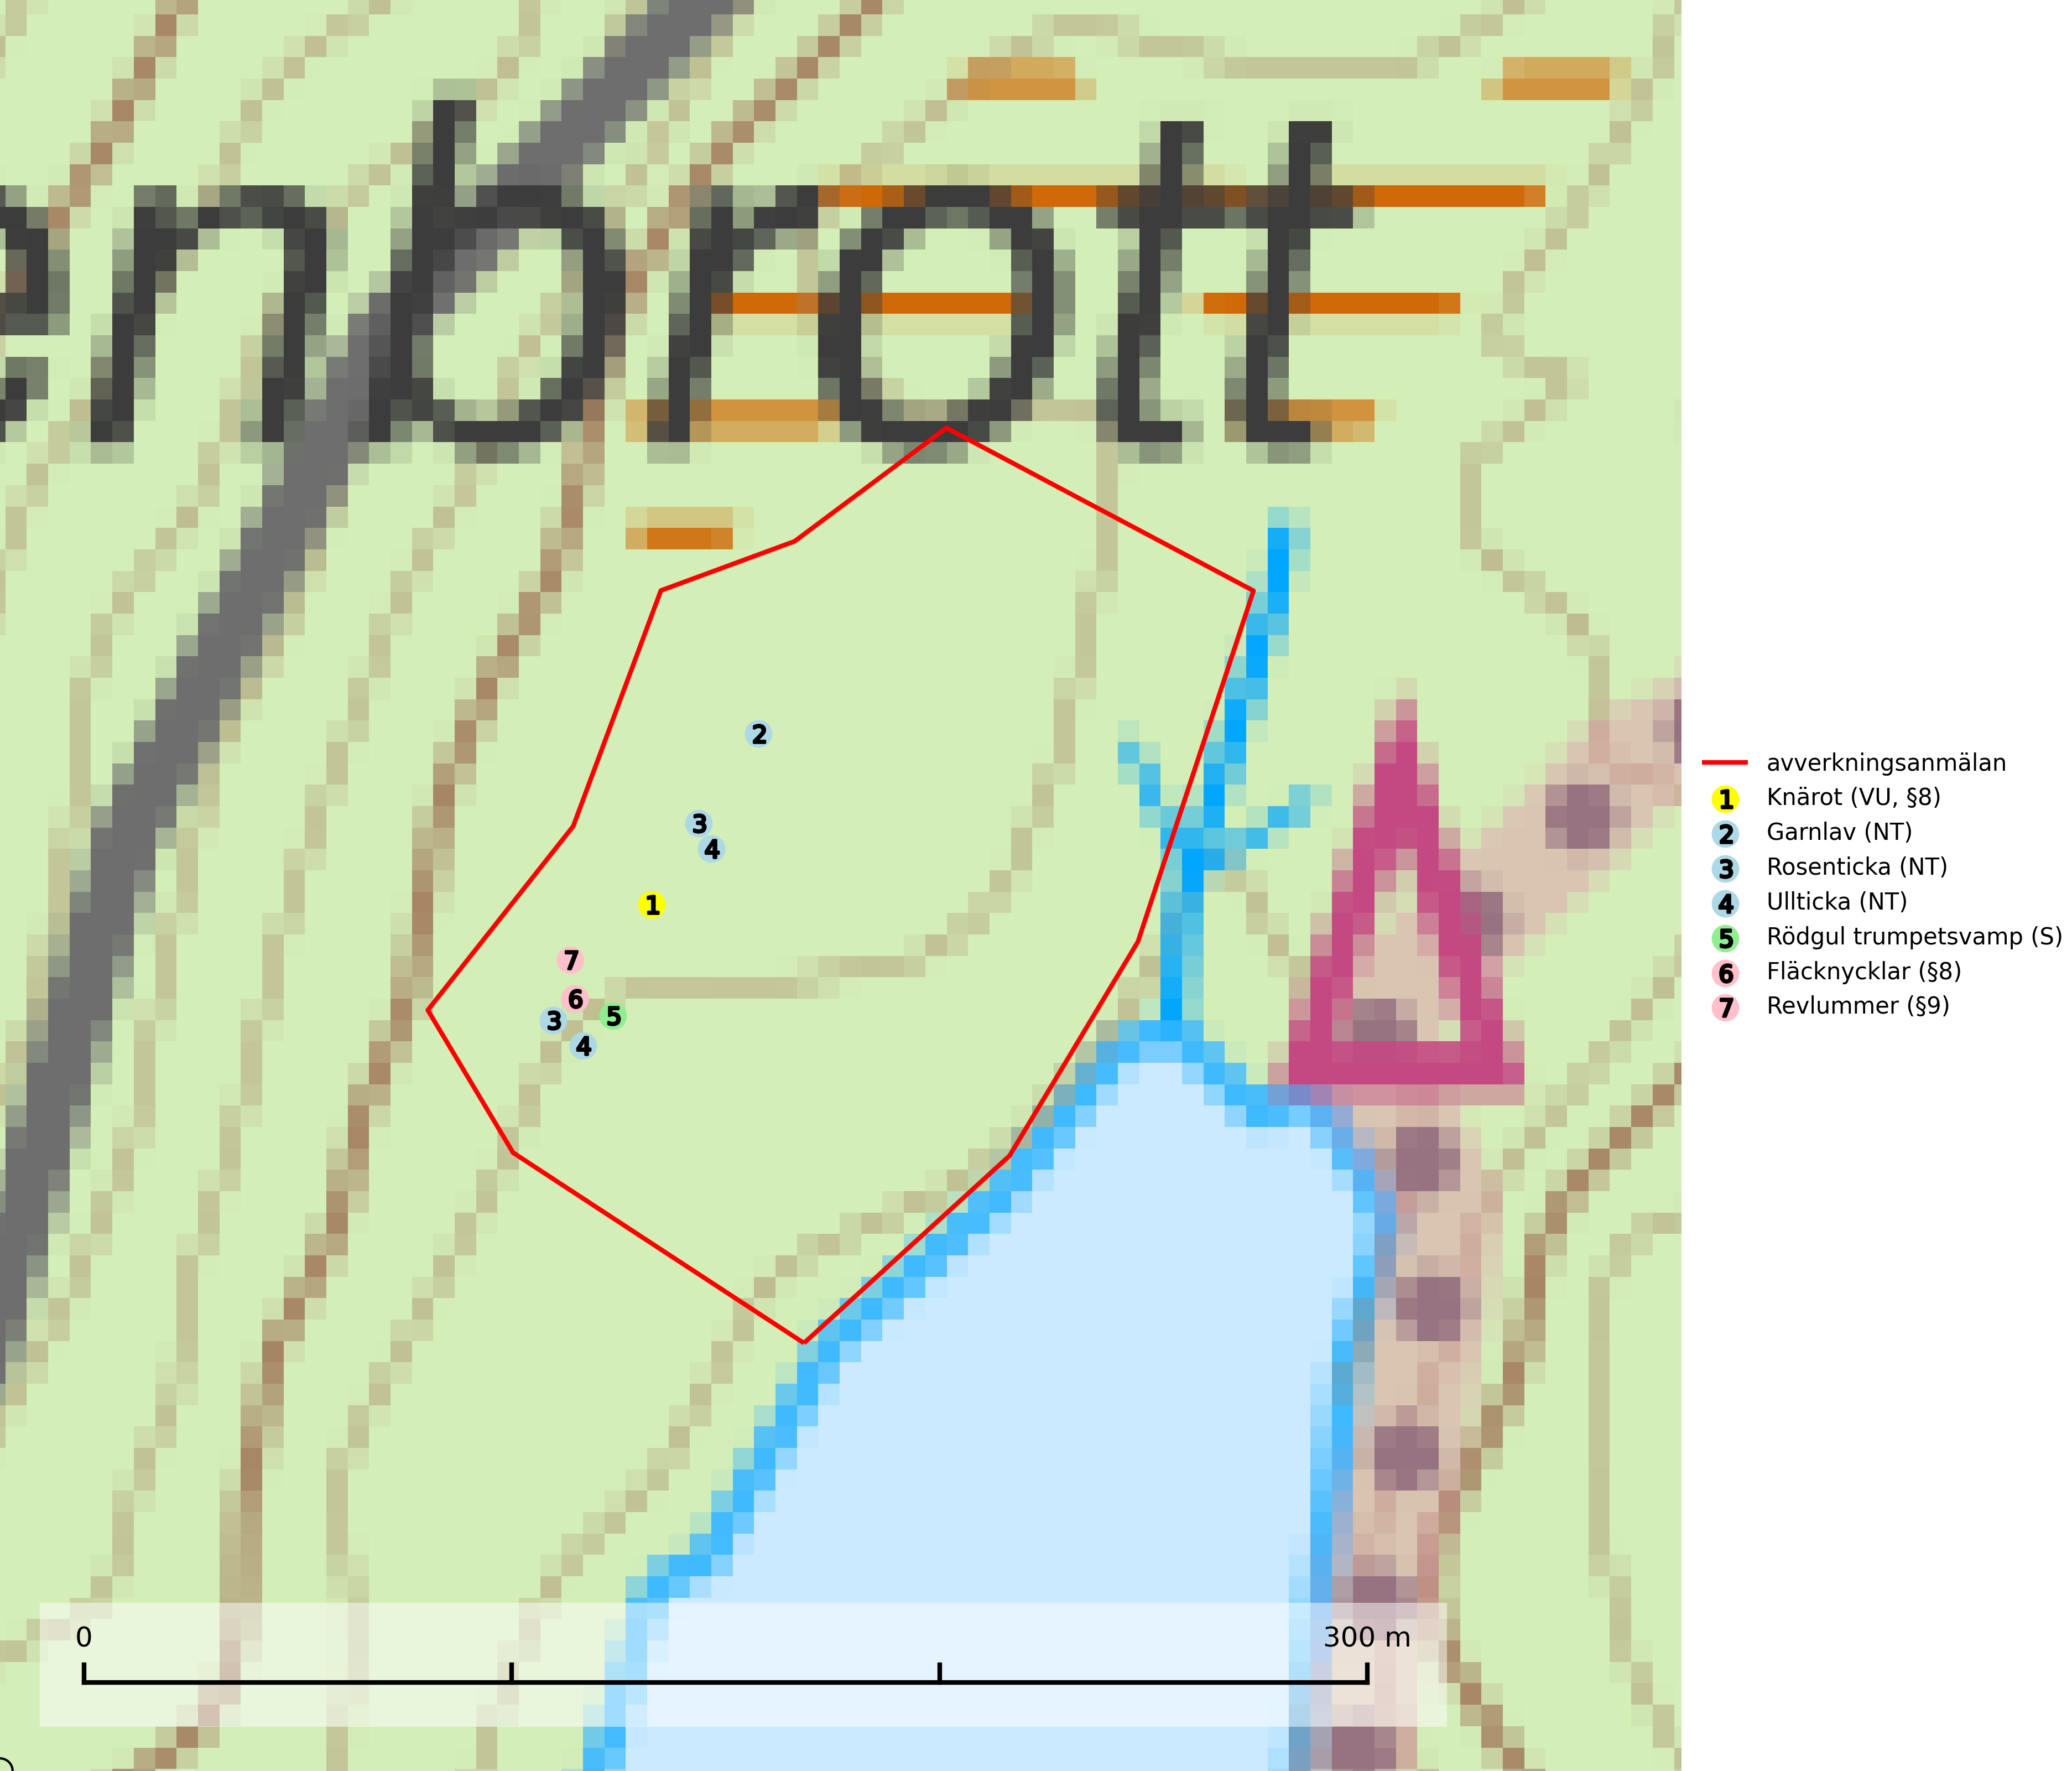 nbrott
2
3
4
1
7
6
3
5
4
avverkningsanmälan
1 Knärot (VU, §8)
2 Garnlav (NT)
3 Rosenticka (NT)
4 Ullticka (NT)
5 Rödgul trumpetsvamp (S)
6 Fläcknycklar (§8)
7 Revlummer (§9)
0 300 m